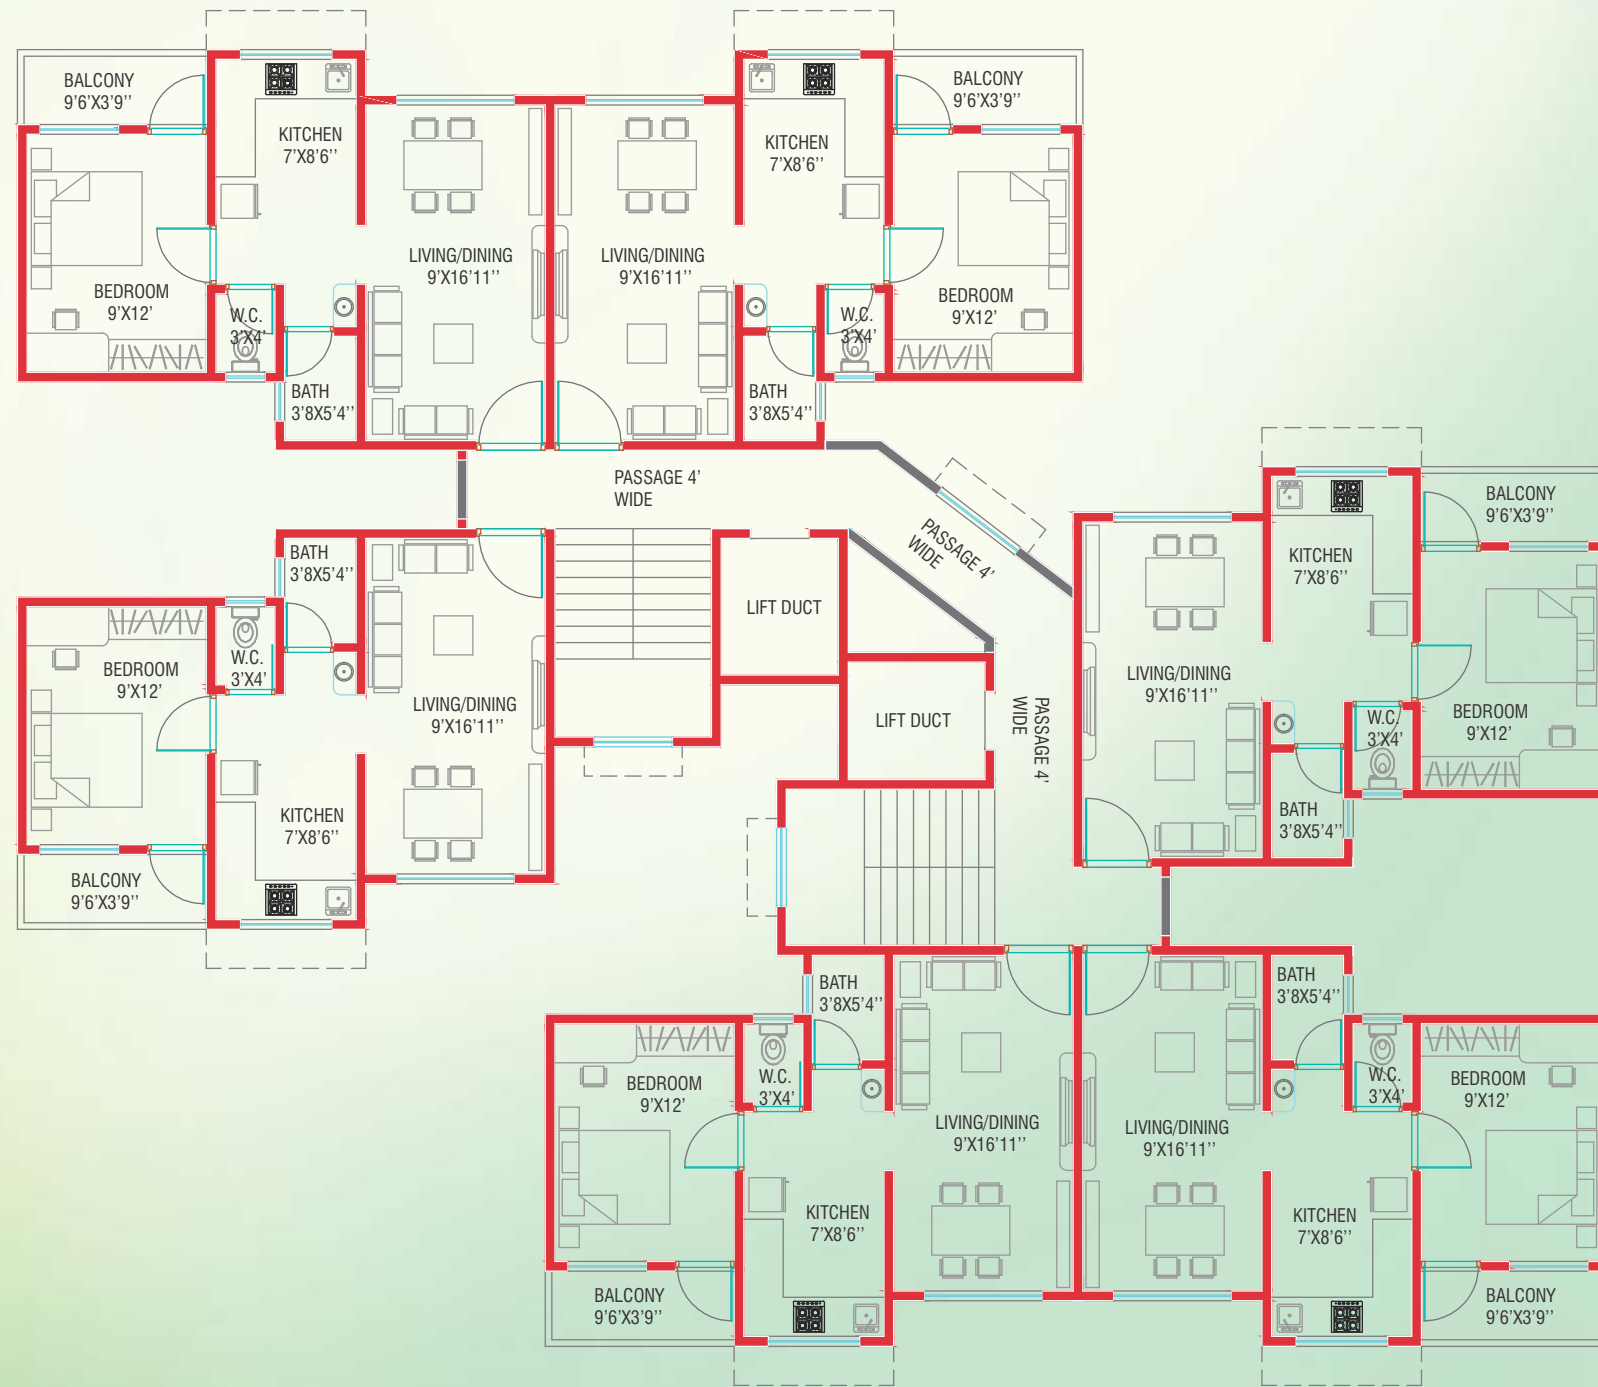 BALCONY
9'6'X3'9''
KITCHEN
7'X8'6''
LIVING/DINING
9'X16'11''
BEDROOM
9'X12'
W.C.
3'X4'
BATH
3'8X5'4''
LIVING/DINING
9'X16'11''
KITCHEN
7'X8'6''
BALCONY
9'6'X3'9''
BEDROOM
9'X12'
W.C.
3'X4'
BATH
3'8X5'4''
PASSAGE 4'
WIDE
PASSAGE 4'
WIDE
PASSAGE 4'
WIDE
LIFT DUCT
LIFT DUCT
BATH
3'8X5'4''
W.C.
3'X4'
BEDROOM
9'X12'
LIVING/DINING
9'X16'11''
KITCHEN
7'X8'6''
BALCONY
9'6'X3'9''
BALCONY
9'6'X3'9''
KITCHEN
7'X8'6''
LIVING/DINING
9'X16'11''
BEDROOM
9'X12'
W.C.
3'X4'
BATH
3'8X5'4''
BATH
3'8X5'4''
W.C.
3'X4'
BEDROOM
9'X12'
LIVING/DINING
9'X16'11''
KITCHEN
7'X8'6''
BALCONY
9'6'X3'9''
BATH
3'8X5'4''
W.C.
3'X4'
BEDROOM
9'X12'
LIVING/DINING
9'X16'11''
KITCHEN
7'X8'6''
BALCONY
9'6'X3'9''